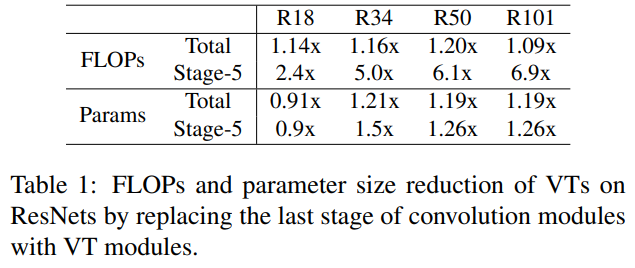 R18 R34 R50 R101
FLOPs Total 1.14x 1.16x 1.20x 1.09x
Stage-5 2.4x 5.0x 6.1x 6.9x
Params Total 0.91x 1.21x 1.19x 1.19x
Stage-5 0.9x 1.5x 1.26x 1.26x
Table 1: FLOPs and parameter size reduction of VTs on
ResNets by replacing the last stage of convolution modules
with VT modules.